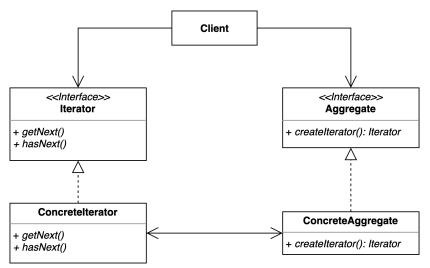 Client
<<Interface>>
Iterator
+ getNext()
+ hasNext()
<<Interface>>
Aggregate
+ createIterator(): Iterator
ConcreteIterator
+ getNext()
+ hasNext()
ConcreteAggregate
+ createIterator(): Iterator